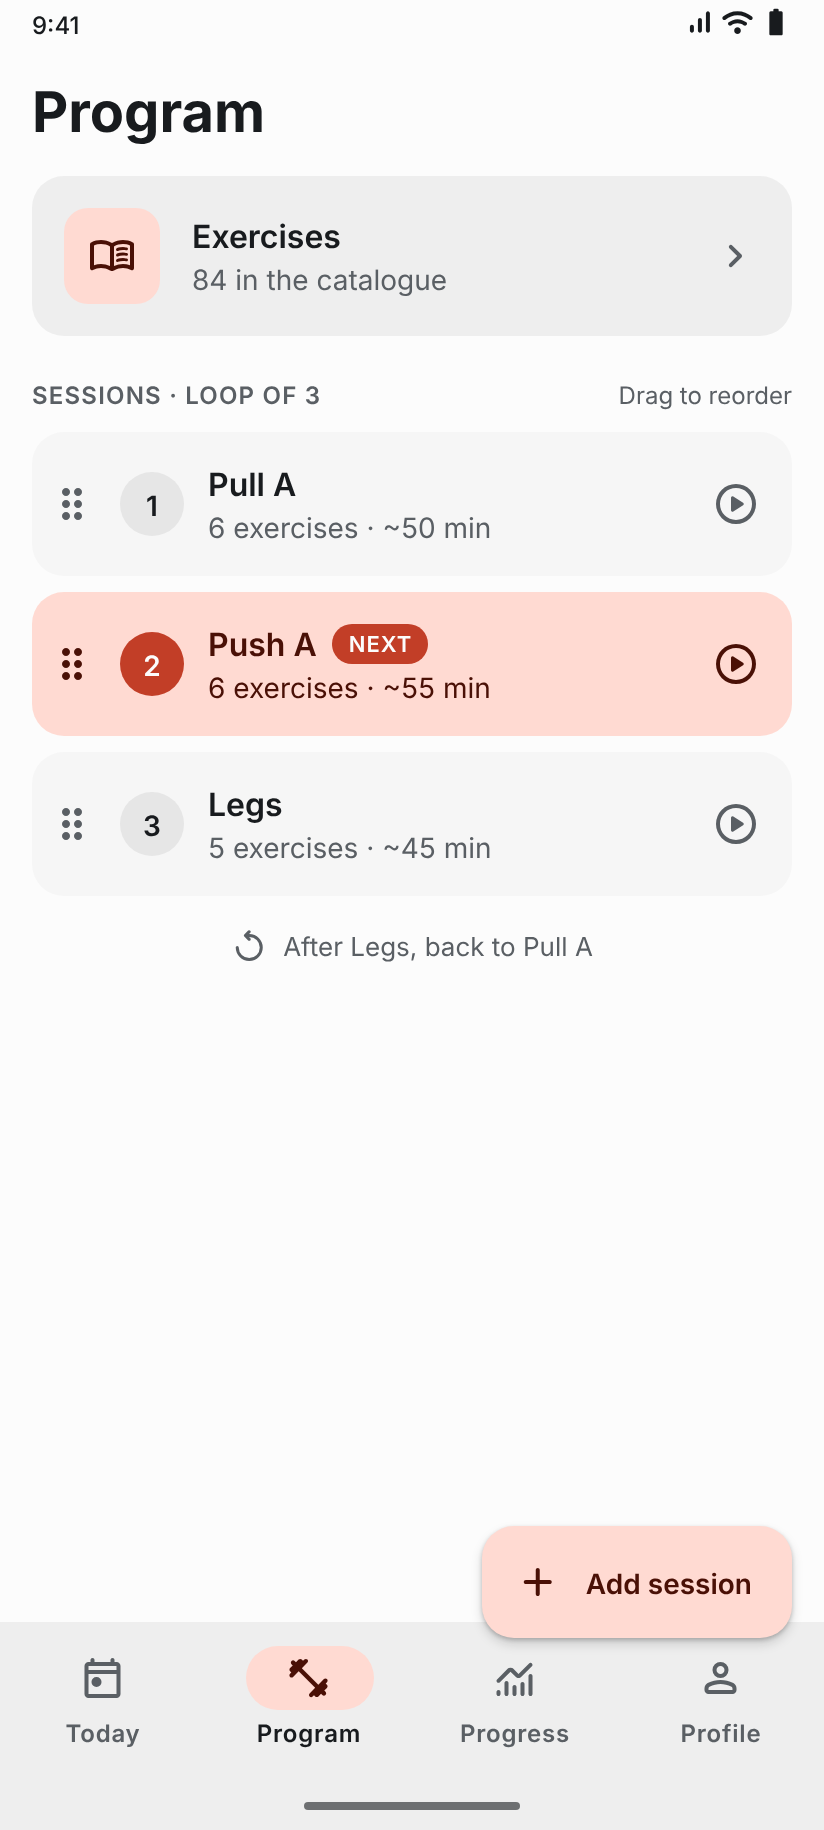 9:41
Program
Exercises
84 in the catalogue
SESSIONS · LOOP OF 3
Drag to reorder
1
Pull A
6 exercises · ~50 min
2
Push A
NEXT
6 exercises · ~55 min
3
Legs
5 exercises · ~45 min
After Legs, back to Pull A
Add session
Today
Program
Progress
Profile